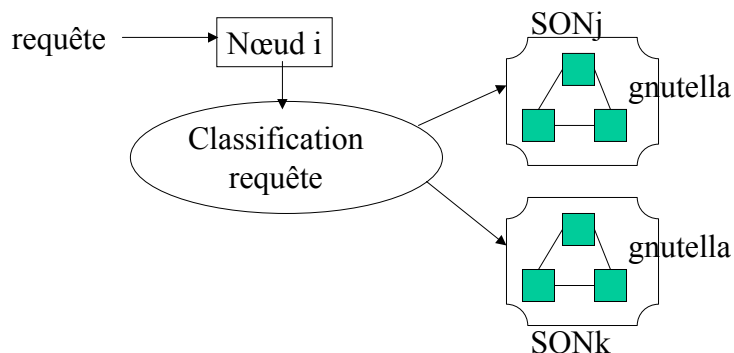 requête
Nœud i
Classification
requête
SONj
gnutella
gnutella
SONk